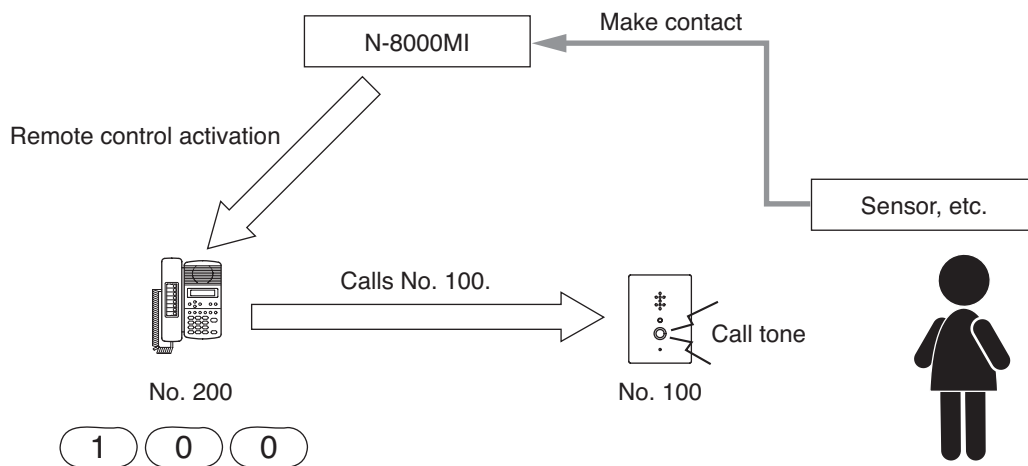 Make contact
N-8000MI
Remote control activation
Sensor, etc.
Calls No. 100.
Call tone
No. 200
No. 100
1 0 0